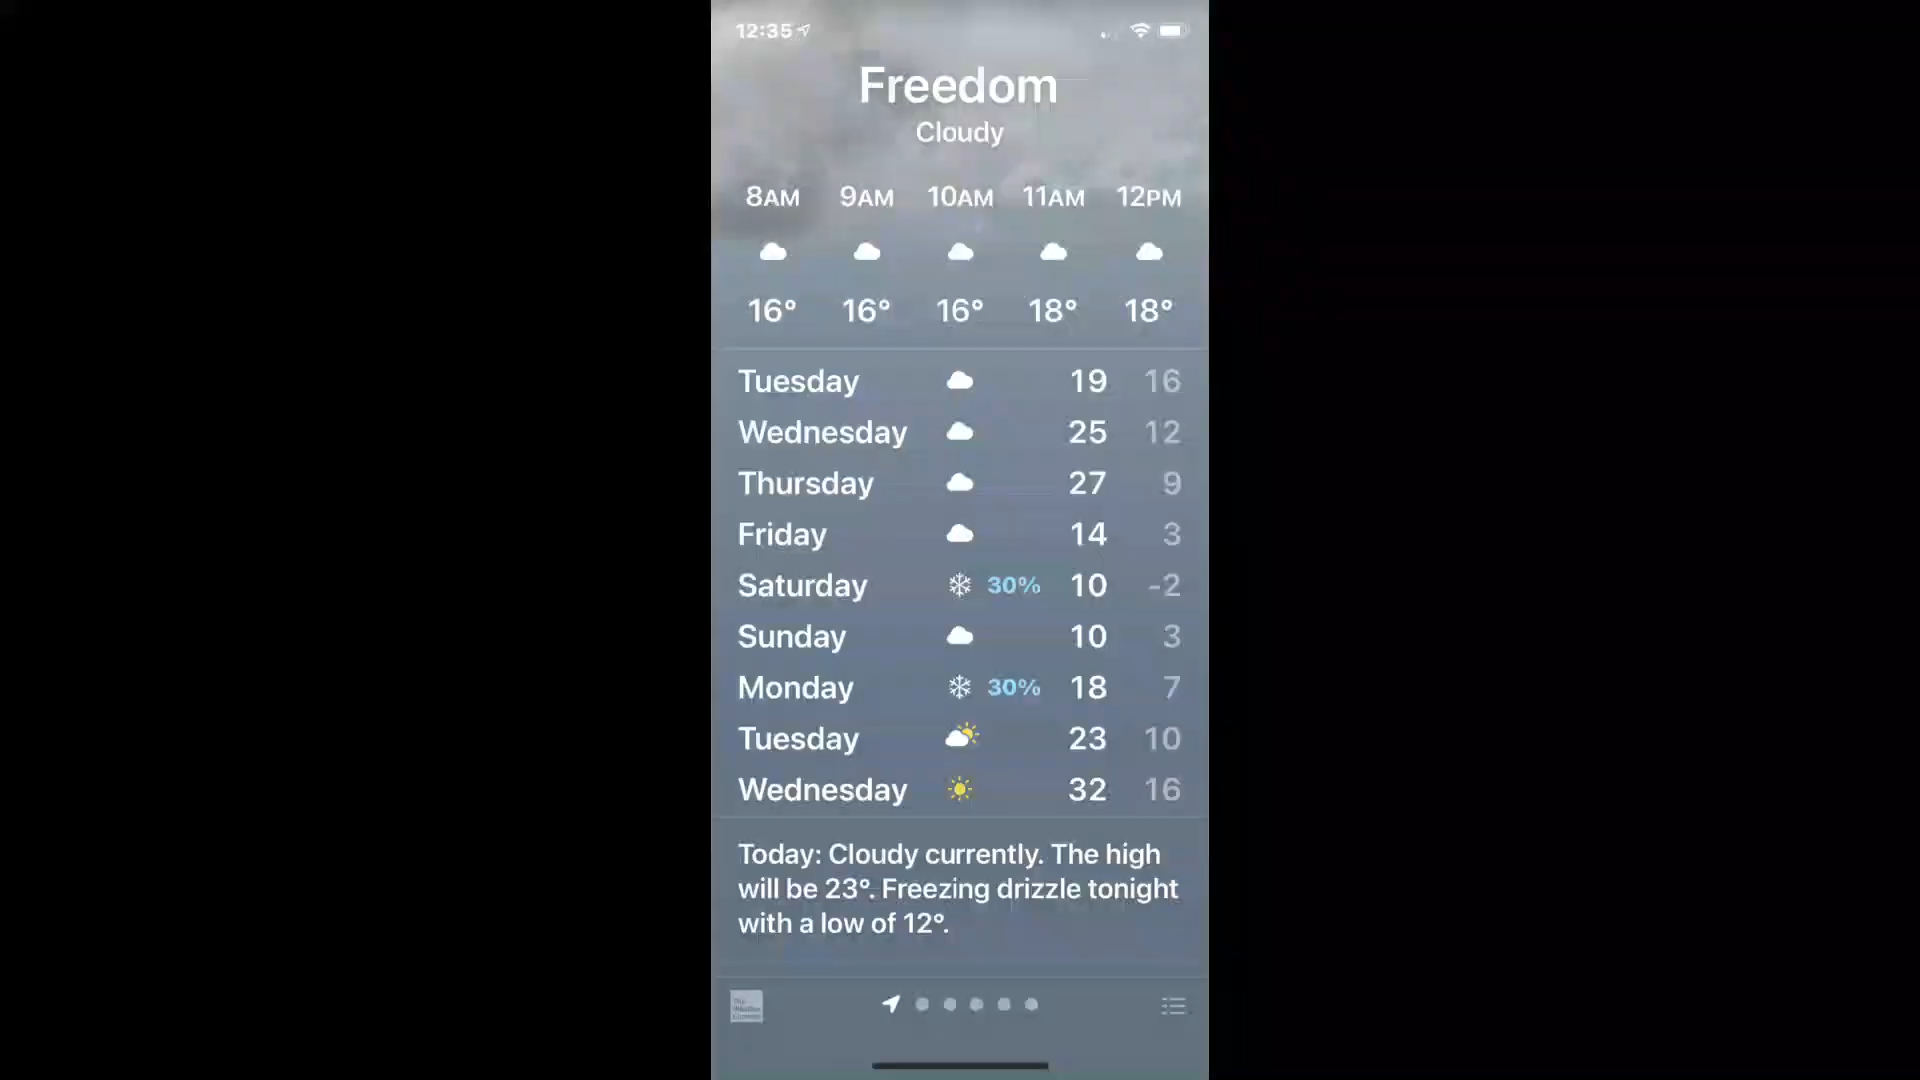 12:35
Freedom
Cloudy
8AM 9AM 10AM 11AM 12PM
16° 16° 16° 18° 18°
Tuesday 19 16
Wednesday 25 12
Thursday 27 9
Friday 14 3
Saturday 30% 10 -2
Sunday 10 3
Monday 30% 18 7
Tuesday 23 10
Wednesday 32 16
Today: Cloudy currently. The high
will be 23°. Freezing drizzle tonight
with a low of 12°.